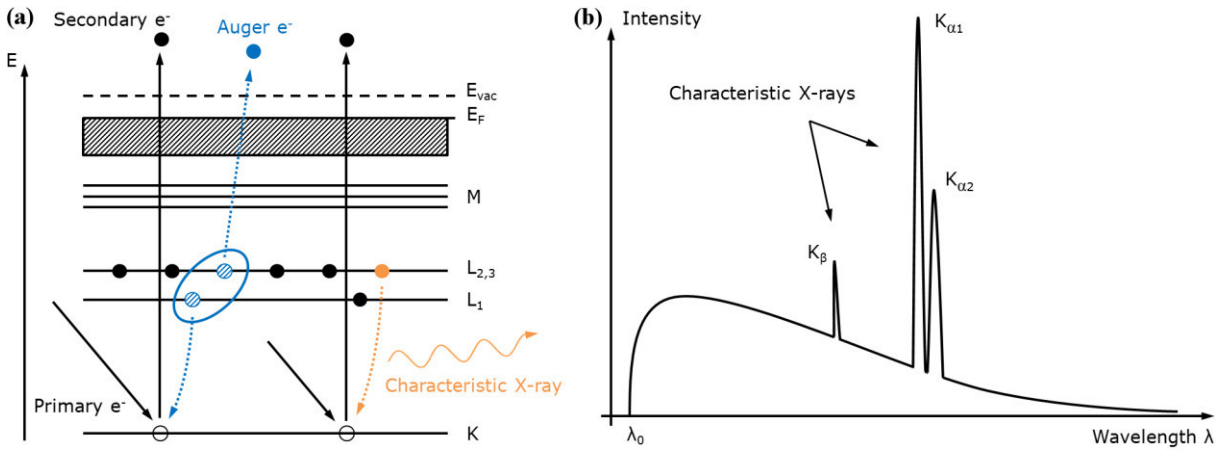 (a)
Secondary e⁻
Auger e⁻
E
E_vac
E_F
M
L_2,3
L_1
Characteristic X-ray
Primary e⁻
K
(b)
Intensity
K_α1
Characteristic X-rays
K_α2
K_β
λ_0
Wavelength λ